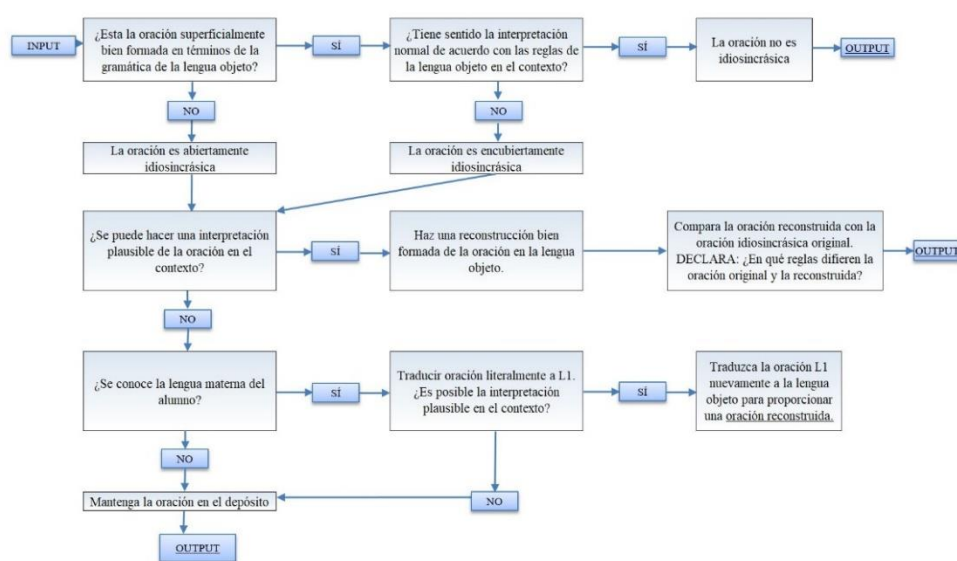 INPUT
¿Esta la oración superficialmente
bien formada en términos de la
gramática de la lengua objeto?
SÍ
¿Tiene sentido la interpretación
normal de acuerdo con las reglas de
la lengua objeto en el contexto?
SÍ
La oración no es
idiosincrásica
OUTPUT
NO
NO
La oración es abiertamente
idiosincrásica
La oración es encubiertamente
idiosincrásica
¿Se puede hacer una interpretación
plausible de la oración en el
contexto?
SÍ
Haz una reconstrucción bien
formada de la oración en la lengua
objeto.
Compara la oración reconstruida con la
oración idiosincrásica original.
DECLARA: ¿En qué reglas difieren la
oración original y la reconstruida?
OUTPUT
NO
¿Se conoce la lengua materna del
alumno?
SÍ
Traducir oración literalmente a L1.
¿Es posible la interpretación
plausible en el contexto?
SÍ
Traduzca la oración L1
nuevamente a la lengua
objeto para proporcionar
una oración reconstruida.
NO
NO
Mantenga la oración en el depósito
OUTPUT